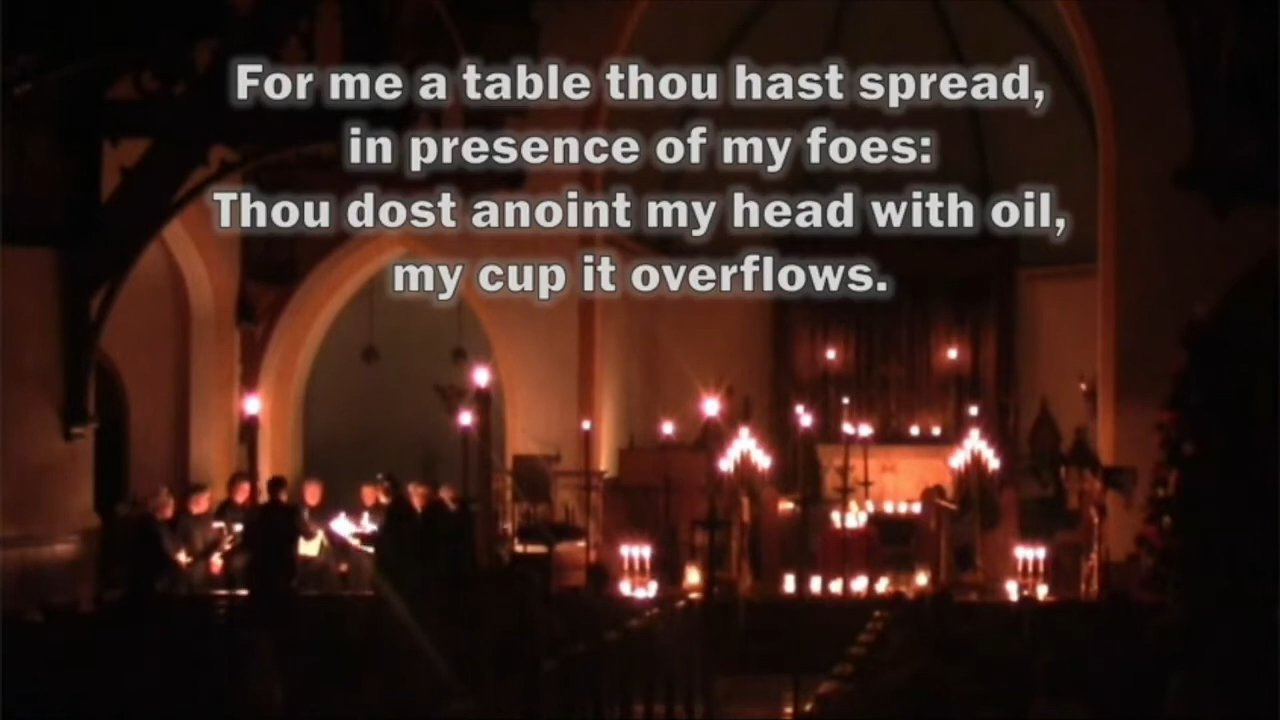 For me a table thou hast spread,
in presence of my foes:
Thou dost anoint my head with oil,
my cup it overflows.